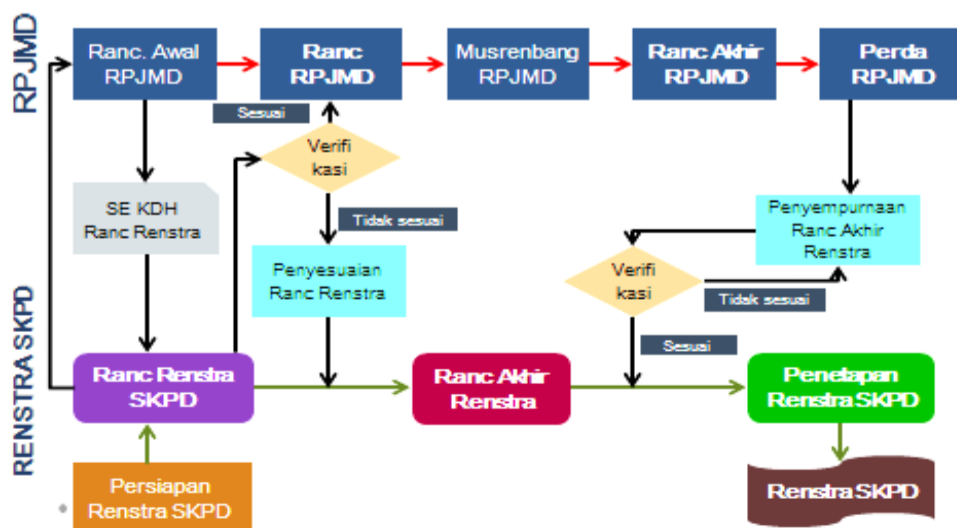 RPJMD
Ranc. Awal
RPJMD
Ranc
RPJMD
Musrenbang
RPJMD
Ranc Akhir
RPJMD
Perda
RPJMD
Sesuai
Verifi
kasi
SE KDH
Ranc Renstra
Tidak sesuai
Penyesuaian
Ranc Renstra
Penyempurnaan
Ranc Akhir
Renstra
Verifi
kasi
Tidak sesuai
Sesuai
RENSTRA SKPD
Ranc Renstra
SKPD
Ranc Akhir
Renstra
Penetapan
Renstra SKPD
Persiapan
Renstra SKPD
Renstra SKPD